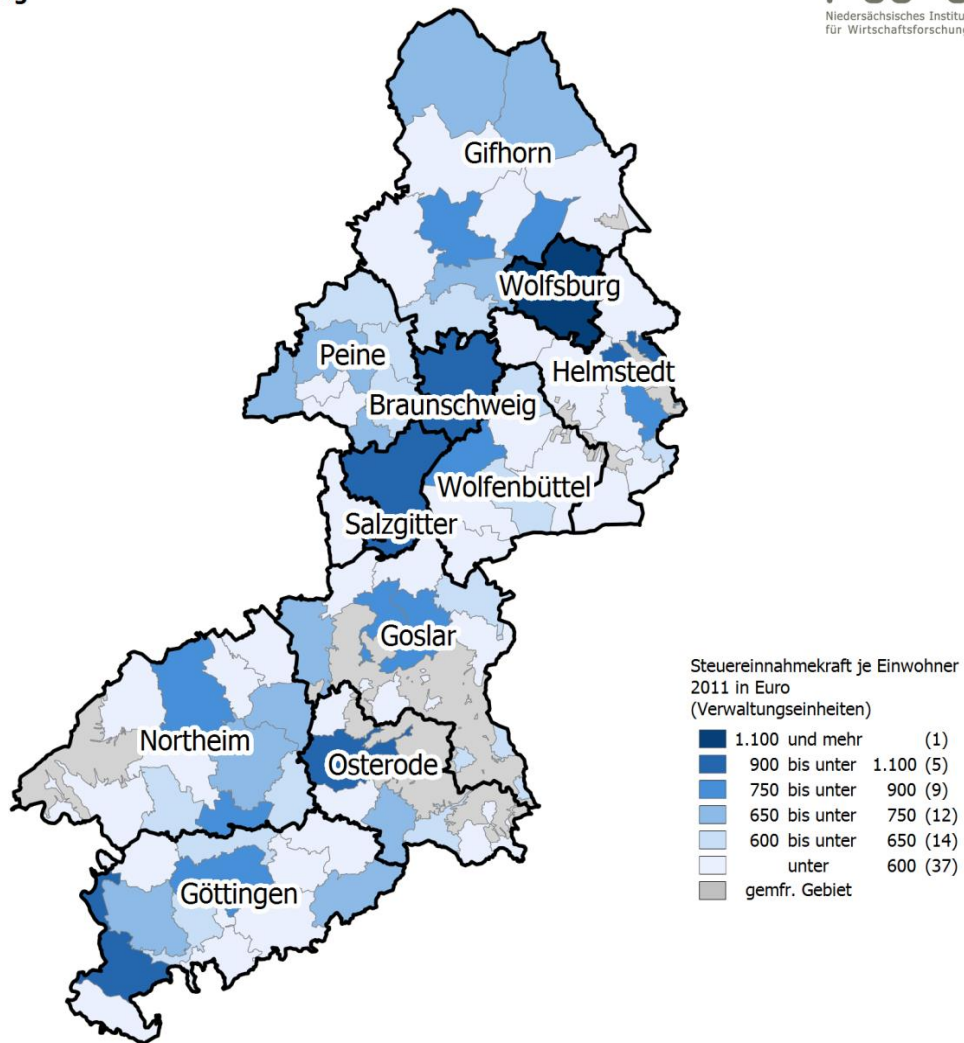 Niedersächsisches Institu
für Wirtschaftsforschung
Gifhorn
Wolfsburg
Peine
Helmstedt
Braunschweig
Wolfenbüttel
Salzgitter
Goslar
Northeim
Osterode
Göttingen
Steuereinnahmekraft je Einwohner
2011 in Euro
(Verwaltungseinheiten)
1.100 und mehr (1)
900 bis unter 1.100 (5)
750 bis unter 900 (9)
650 bis unter 750 (12)
600 bis unter 650 (14)
unter 600 (37)
gemfr. Gebiet